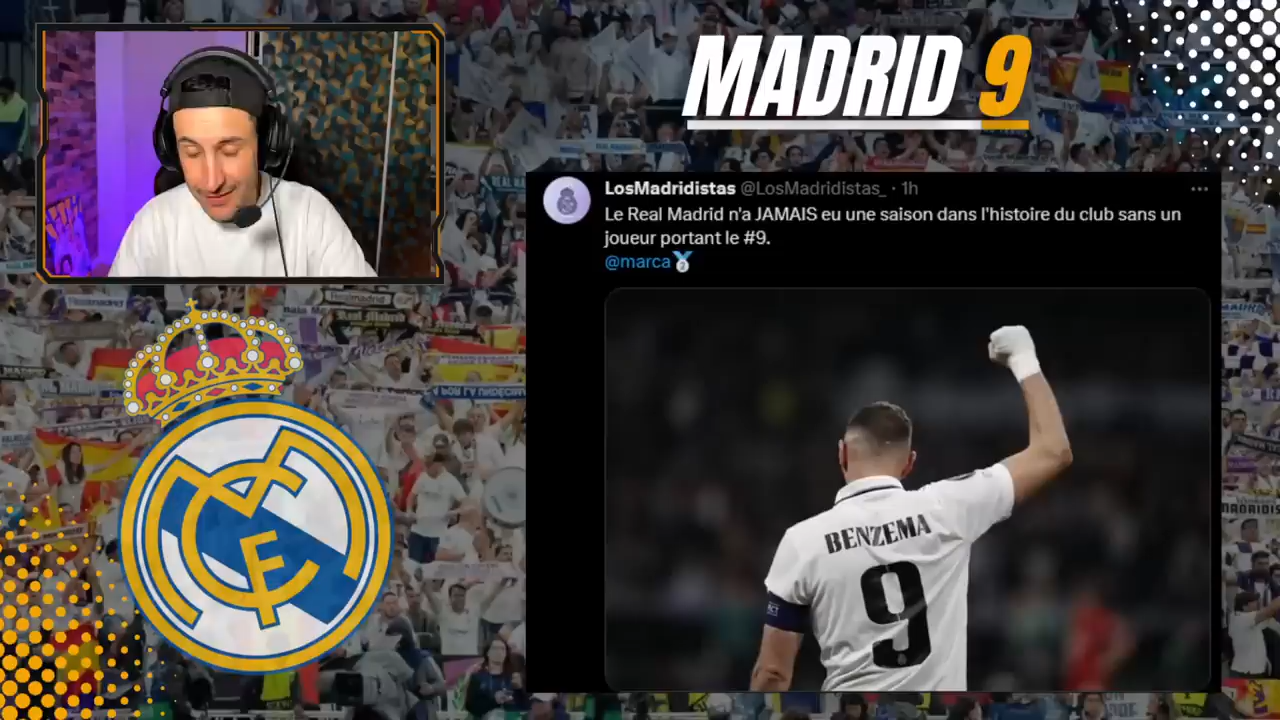 MADRID 9
LosMadridistas @LosMadridistas_ · 1h
Le Real Madrid n'a JAMAIS eu une saison dans l'histoire du club sans un
joueur portant le #9.
@marca
BENZEMA
9